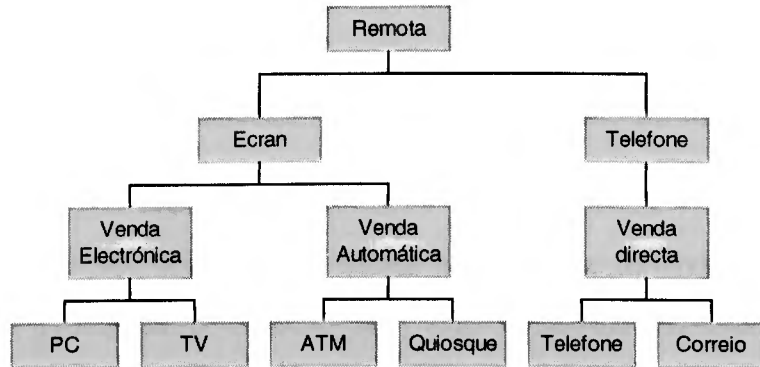 Remota
Ecran
Telefone
Venda
Electrónica
Venda
Automática
Venda
directa
PC
TV
ATM
Quiosque
Telefone
Correio